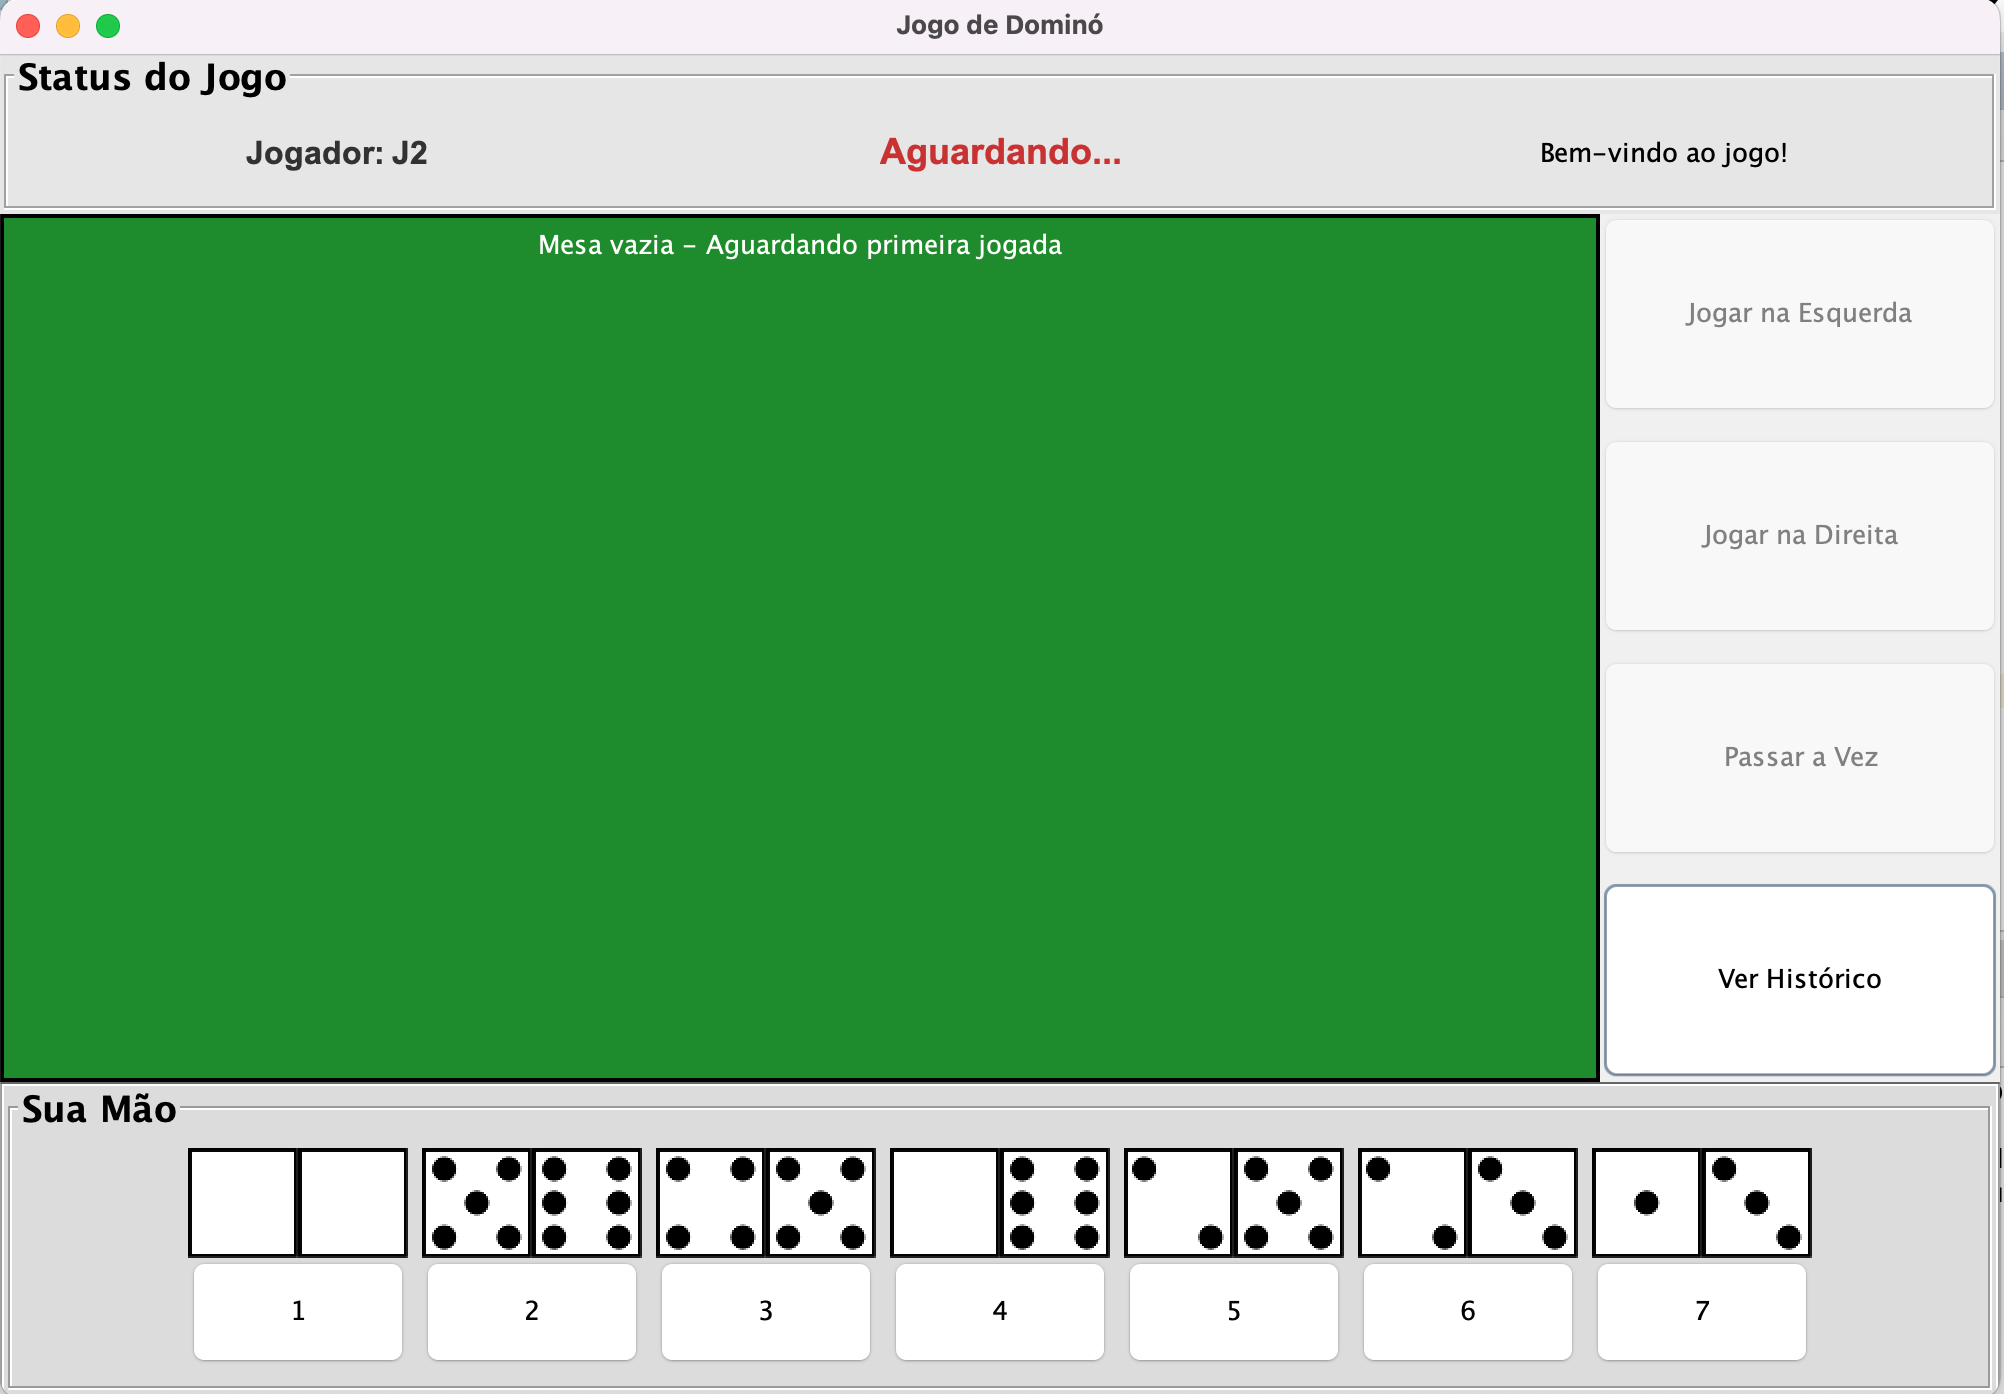 Jogo de Dominó
Status do Jogo
Jogador: J2
Aguardando...
Bem-vindo ao jogo!
Mesa vazia - Aguardando primeira jogada
Jogar na Esquerda
Jogar na Direita
Passar a Vez
Ver Histórico
Sua Mão
1
2
3
4
5
6
7